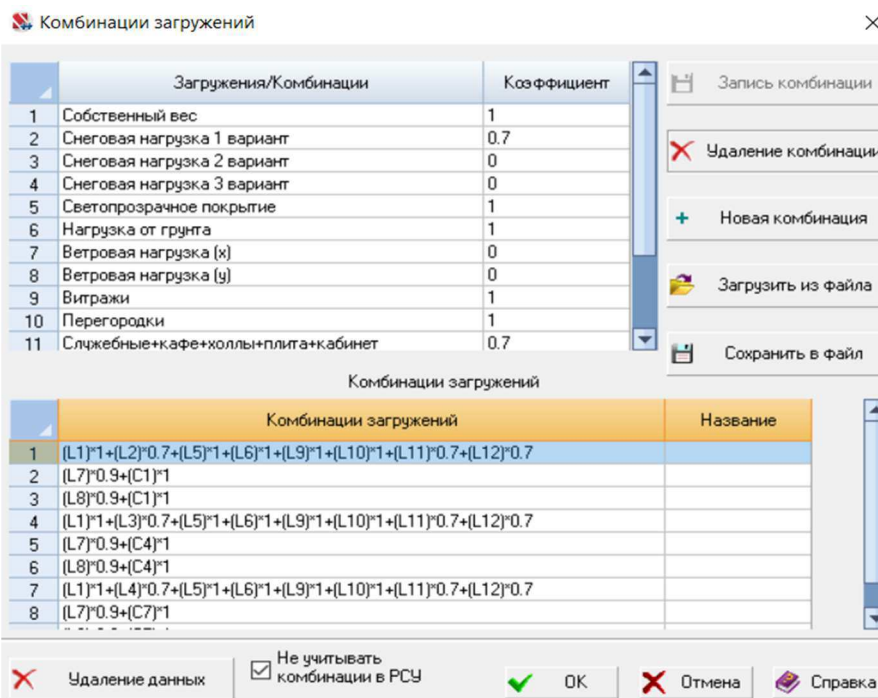 Комбинации загружений
Загружения/Комбинации Коэффициент
1 Собственный вес 1
2 Снеговая нагрузка 1 вариант 0.7
3 Снеговая нагрузка 2 вариант 0
4 Снеговая нагрузка 3 вариант 0
5 Светопрозрачное покрытие 1
6 Нагрузка от грунта 1
7 Ветровая нагрузка (x) 0
8 Ветровая нагрузка (y) 0
9 Витражи 1
10 Перегородки 1
11 Служебные+кафе+холлы+плита+кабинет 0.7
Запись комбинации
Удаление комбинации
Новая комбинация
Загрузить из файла
Сохранить в файл
Комбинации загружений
Комбинации загружений Название
1 (L1)*1+(L2)*0.7+(L5)*1+(L6)*1+(L9)*1+(L10)*1+(L11)*0.7+(L12)*0.7
2 (L7)*0.9+(C1)*1
3 (L8)*0.9+(C1)*1
4 (L1)*1+(L3)*0.7+(L5)*1+(L6)*1+(L9)*1+(L10)*1+(L11)*0.7+(L12)*0.7
5 (L7)*0.9+(C4)*1
6 (L8)*0.9+(C4)*1
7 (L1)*1+(L4)*0.7+(L5)*1+(L6)*1+(L9)*1+(L10)*1+(L11)*0.7+(L12)*0.7
8 (L7)*0.9+(C7)*1
Удаление данных
Не учитывать
комбинации в РСУ
OK
Отмена
Справка